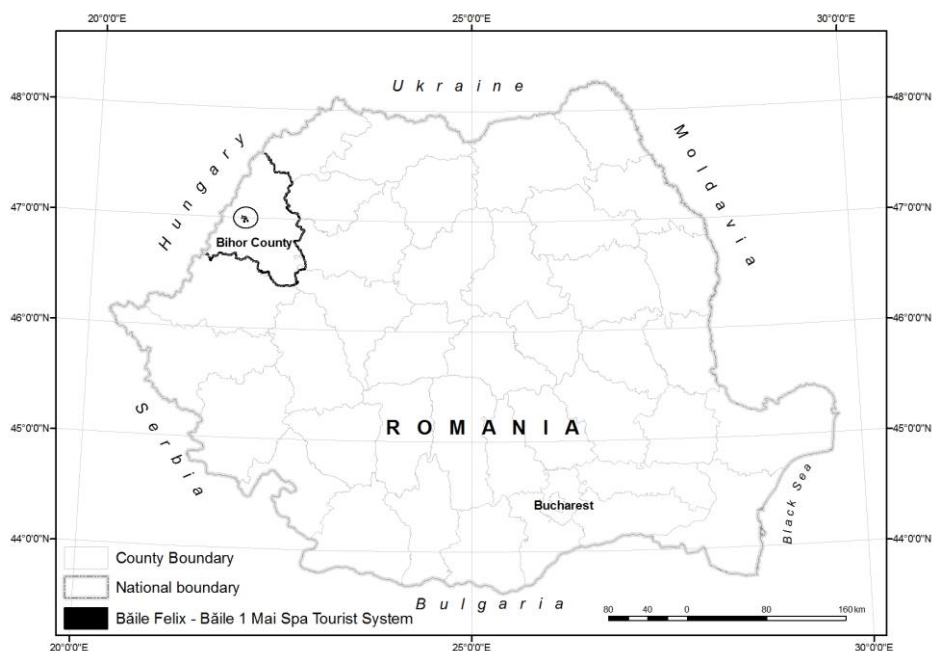 20°0'0"E 25°0'0"E 30°0'0"E
Ukraine
48°0'0"N 48°0'0"N
Moldavia
Hungary
47°0'0"N 47°0'0"N
Bihor County
46°0'0"N 46°0'0"N
Serbia
ROMANIA
45°0'0"N 45°0'0"N
Black Sea
Bucharest
44°0'0"N 44°0'0"N
County Boundary
National boundary
Băile Felix - Băile 1 Mai Spa Tourist System
Bulgaria
80 40 0 80 160 km
20°0'0"E 25°0'0"E 30°0'0"E